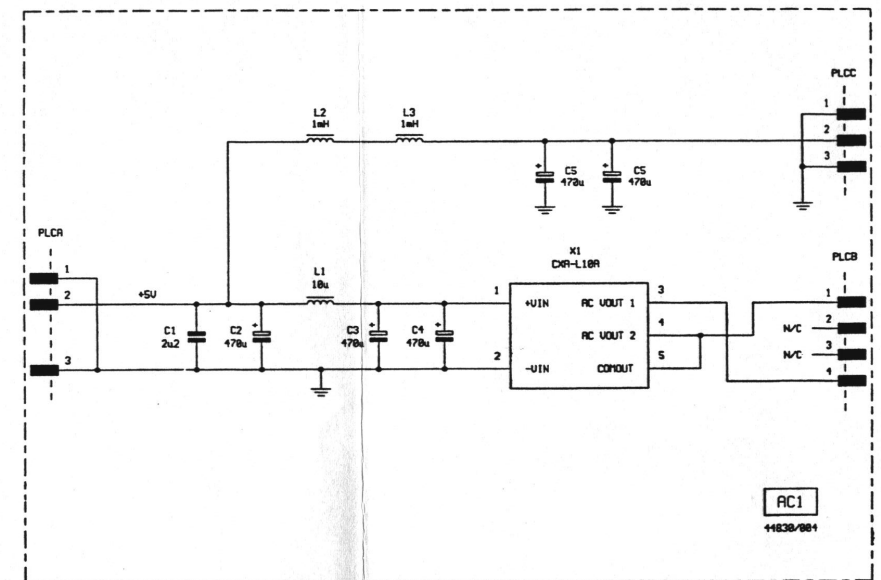 PLCC
L2
1mH
L3
1mH
1
2
3
+
C5
470u
+
C5
470u
PLCA
1
2
3
+5V
L1
10u
C1
2u2
C2
+
470u
C3
+
470u
C4
+
470u
X1
CXA-L10A
1
+VIN
AC VOUT 1
3
AC VOUT 2
4
2
-VIN
COMOUT
5
PLCB
1
N/C
2
N/C
3
4
AC1
44830/004